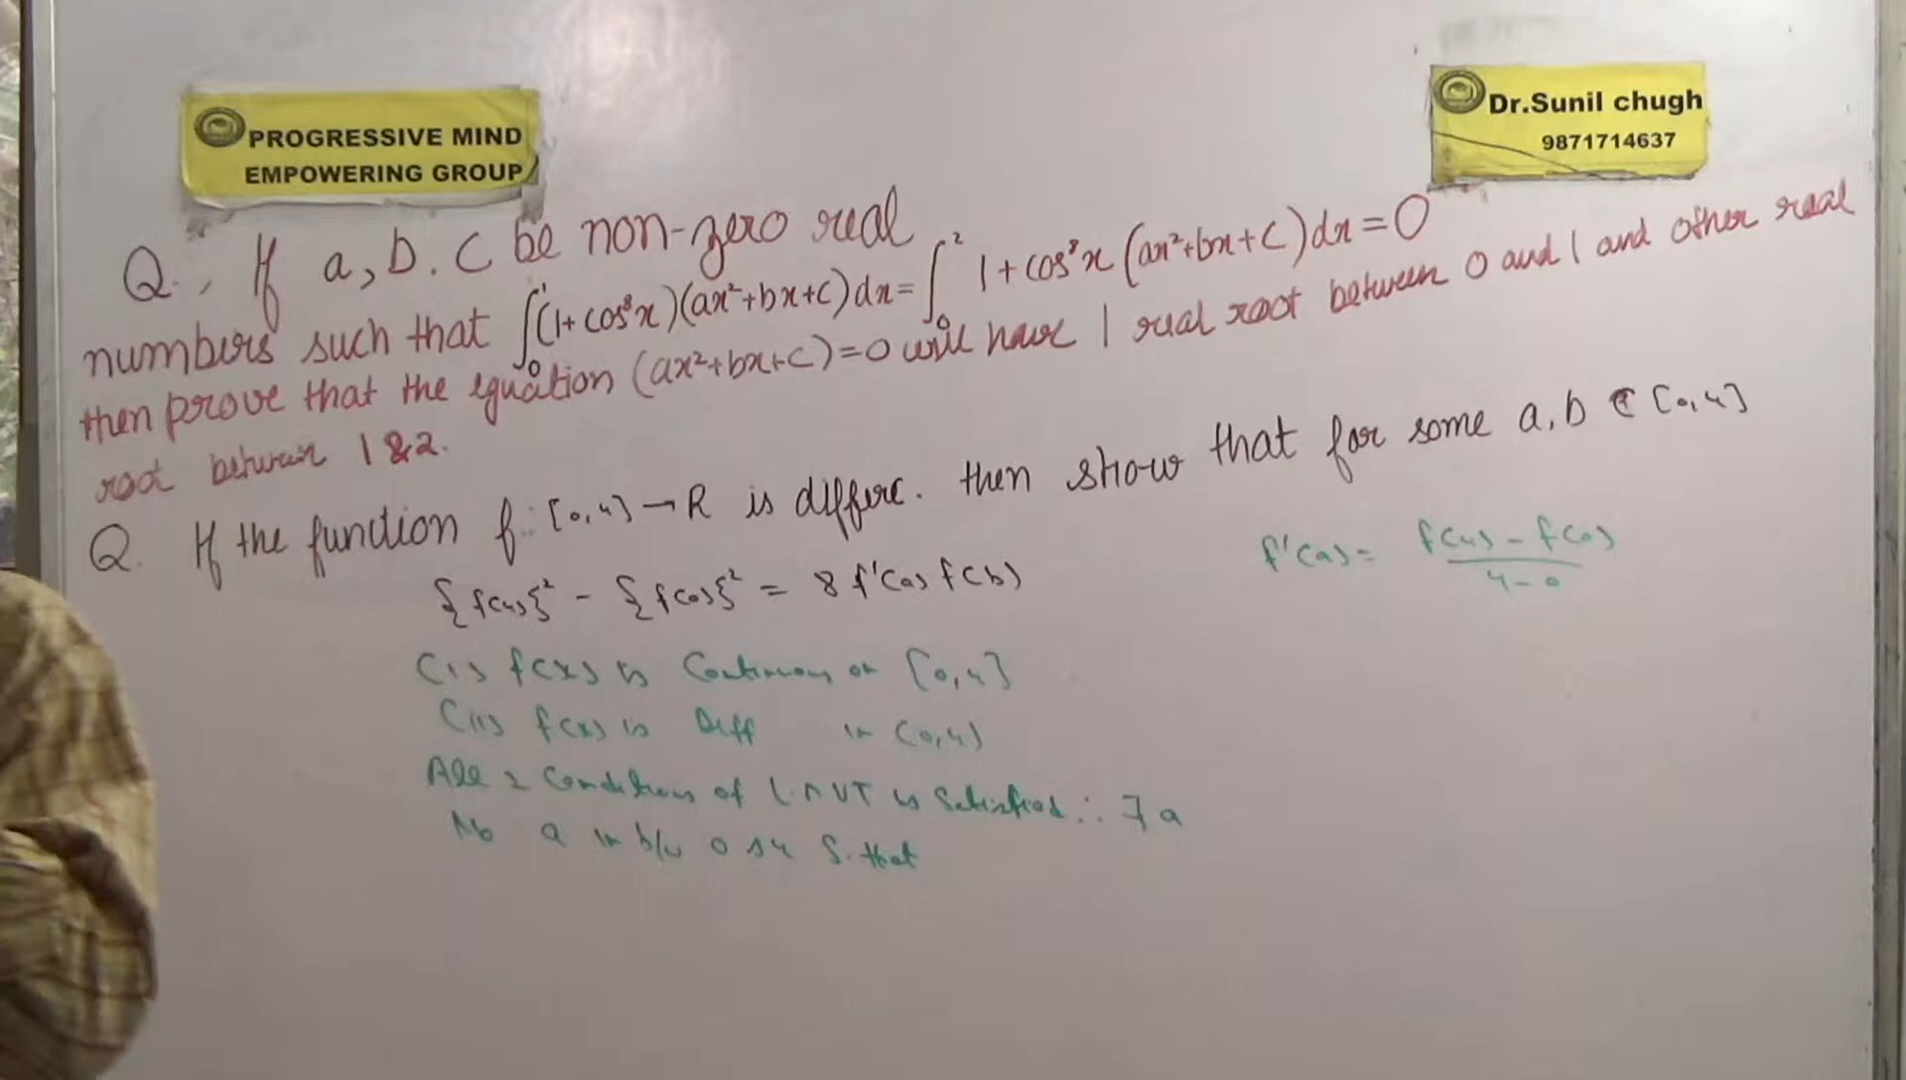 PROGRESSIVE MIND
EMPOWERING GROUP
Dr.Sunil chugh
9871714637
Q. If a, b. c be non-zero real
numbers such that ∫₀¹(1+cos⁸x)(ax²+bx+c)dx = ∫₀² 1+cos⁸x (ax²+bx+c)dx = 0
then prove that the equation (ax²+bx+c)=0 will have 1 real root between 0 and 1 and other real
root between 1 & 2.
Q. If the function f: [0,4] → R is differe. then show that for some a, b ∈ [0,4]
{f(4)}² - {f(0)}² = 8 f'(a) f(b)
f'(a) = f(4) - f(0) / 4-0
(i) f(x) is Continuous on [0,4]
(ii) f(x) is Diff in (0,4)
All 2 Conditions of LMVT is Satisfied ∴ ∃ a
No a in b/w 0 & 4 S. that